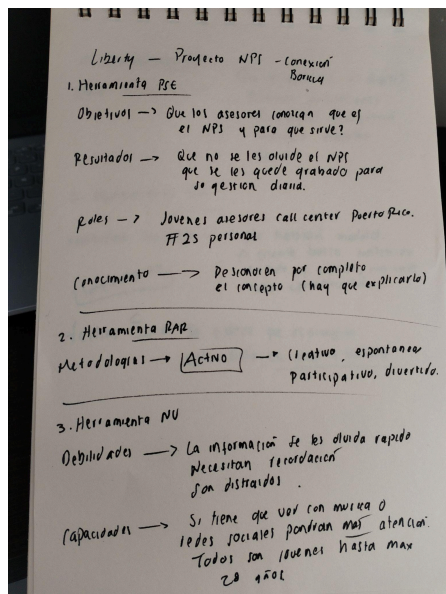 Liberty — Proyecto NPS - Conexión
Boricua
1. Herramienta PSE
Objetivos → Que los asesores conozcan que es
el NPS y para que sirve?
Resultados → Que no se les olvide el NPS
que se les quede grabado para
su gestion diaria.
Roles → Jovenes asesores call center Puerto Rico.
# 25 personas
Conocimiento → Desconocen por completo
el concepto (hay que explicarlo)
2. Herramienta RAR
Metodologías → Activo → Creativo, espontanea
Participativo, divertido.
3. Herramienta NU
Debilidades → La información se les olvida rapido
Necesitan recordación
son distraidos.
Capacidades → Si tiene que ver con musica o
redes sociales pondran mas atención.
Todos son jovenes hasta max
28 años